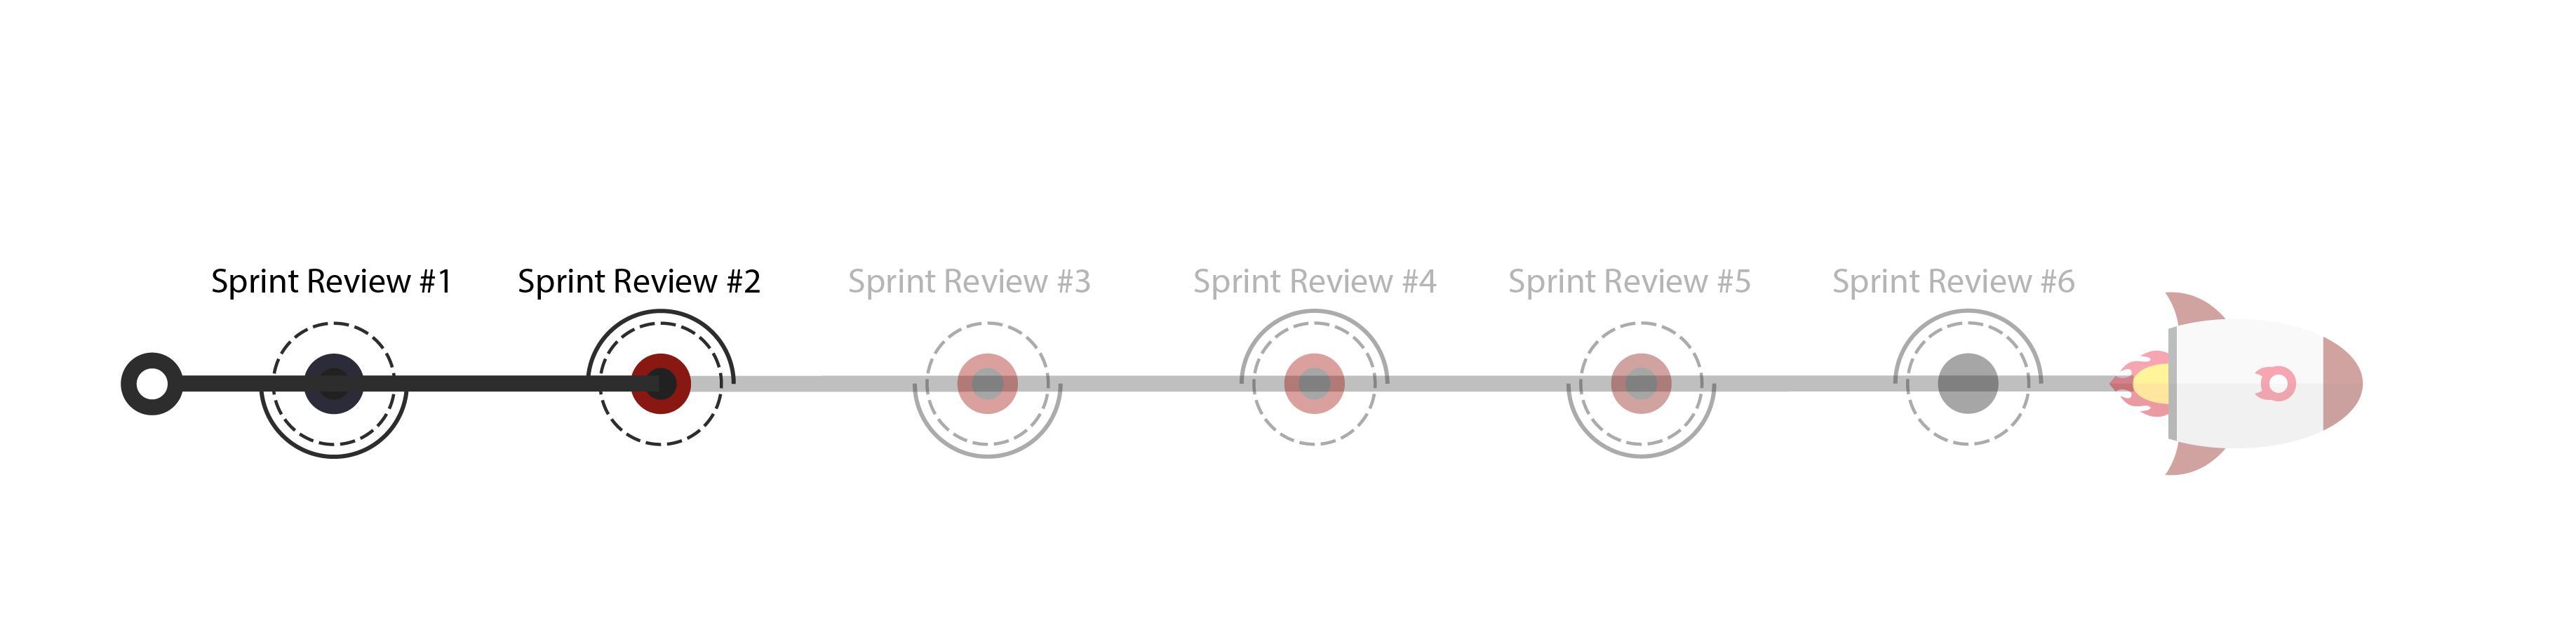 Sprint Review #1
Sprint Review #2
Sprint Review #3
Sprint Review #4
Sprint Review #5
Sprint Review #6